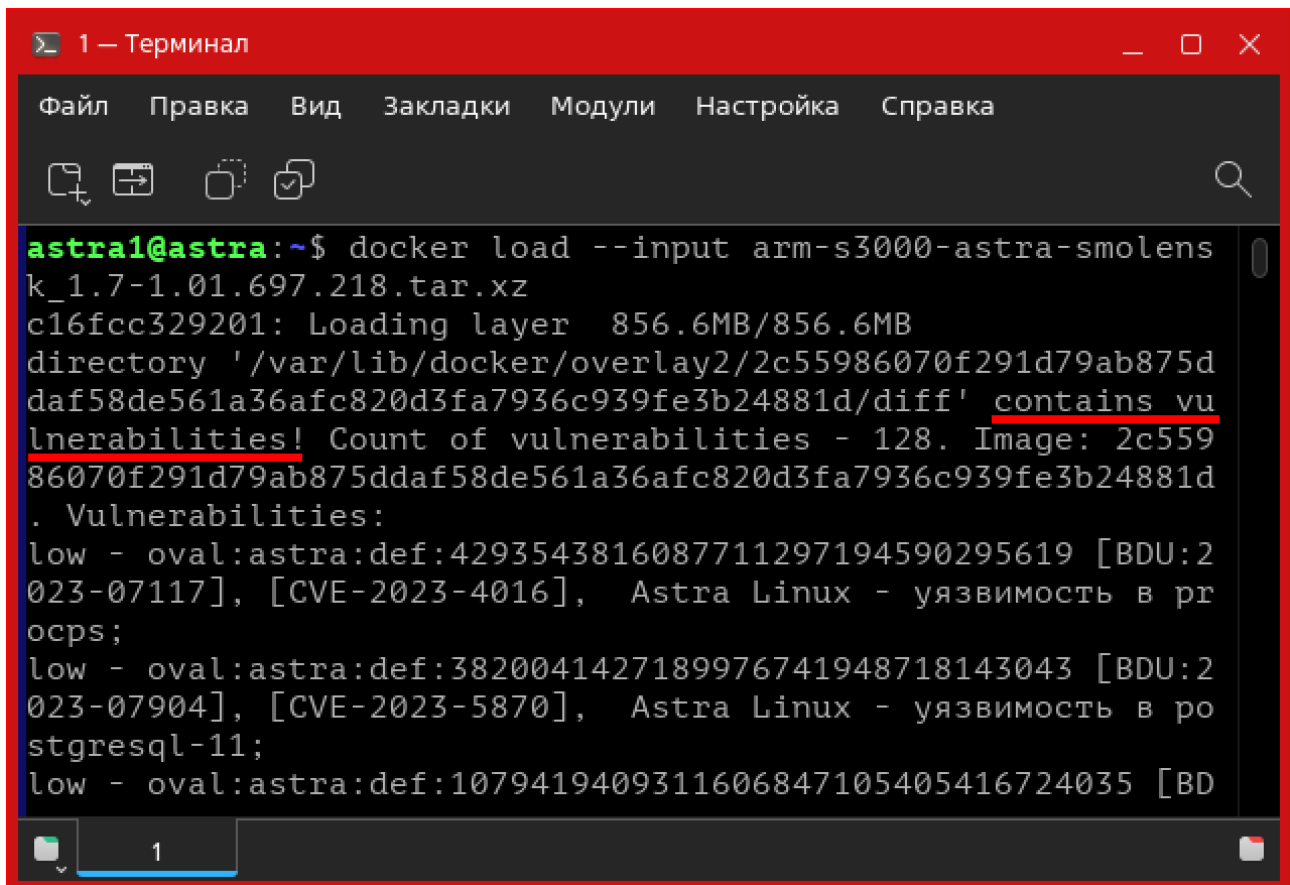 1 — Терминал
Файл Правка Вид Закладки Модули Настройка Справка
astra1@astra:~$ docker load --input arm-s3000-astra-smolens
k_1.7-1.01.697.218.tar.xz
c16fcc329201: Loading layer 856.6MB/856.6MB
directory '/var/lib/docker/overlay2/2c55986070f291d79ab875d
daf58de561a36afc820d3fa7936c939fe3b24881d/diff' contains vu
lnerabilities! Count of vulnerabilities - 128. Image: 2c559
86070f291d79ab875ddaf58de561a36afc820d3fa7936c939fe3b24881d
. Vulnerabilities:
low - oval:astra:def:429354381608771129719459029561​9 [BDU:2
023-07117], [CVE-2023-4016], Astra Linux - уязвимость в pr
ocps;
low - oval:astra:def:38200414271899767419487181430​43 [BDU:2
023-07904], [CVE-2023-5870], Astra Linux - уязвимость в po
stgresql-11;
low - oval:astra:def:107941940931160684710540541672​4035 [BD
1